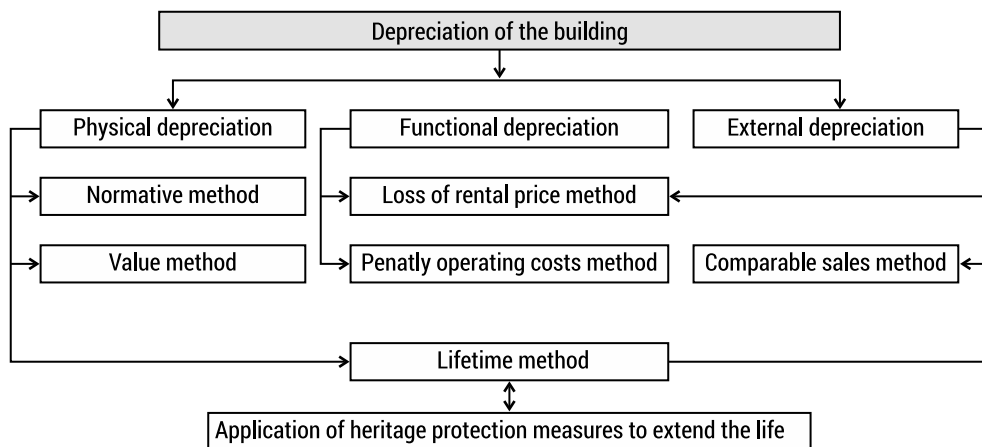 Depreciation of the building
Physical depreciation
Functional depreciation
External depreciation
Normative method
Loss of rental price method
Value method
Penatly operating costs method
Comparable sales method
Lifetime method
Application of heritage protection measures to extend the life